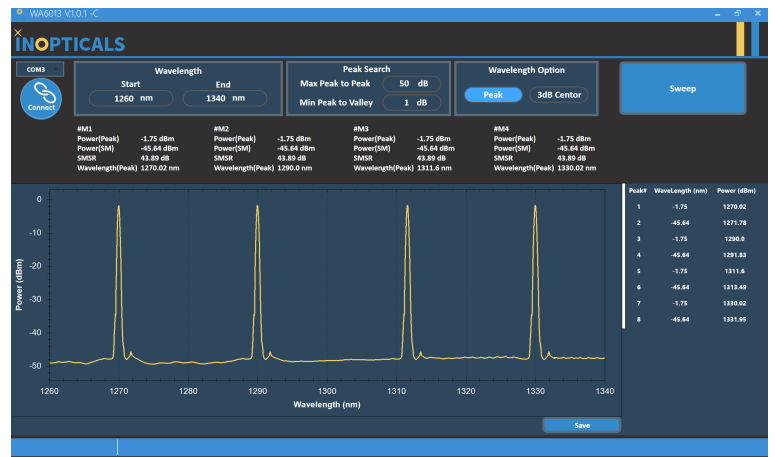 WA6013 V.1.0.1 -C
INOPTICALS
COM3
Connect
Wavelength
Start End
1260 nm 1340 nm
Peak Search
Max Peak to Peak 50 dB
Min Peak to Valley 1 dB
Wavelength Option
Peak 3dB Centor
Sweep
#M1 #M2 #M3 #M4
Power(Peak) -1.75 dBm Power(Peak) -1.75 dBm Power(Peak) -1.75 dBm Power(Peak) -1.75 dBm
Power(SM) -45.64 dBm Power(SM) -45.64 dBm Power(SM) -45.64 dBm Power(SM) -45.64 dBm
SMSR 43.89 dB SMSR 43.89 dB SMSR 43.89 dB SMSR 43.89 dB
Wavelength(Peak) 1270.02 nm Wavelength(Peak) 1290.0 nm Wavelength(Peak) 1311.6 nm Wavelength(Peak) 1330.02 nm
Power (dBm)
0
-10
-20
-30
-40
-50
1260 1270 1280 1290 1300 1310 1320 1330 1340
Wavelength (nm)
Peak# WaveLength (nm) Power (dBm)
1 -1.75 1270.02
2 -45.64 1271.78
3 -1.75 1290.0
4 -45.64 1291.83
5 -1.75 1311.6
6 -45.64 1313.49
7 -1.75 1330.02
8 -45.64 1331.95
Save